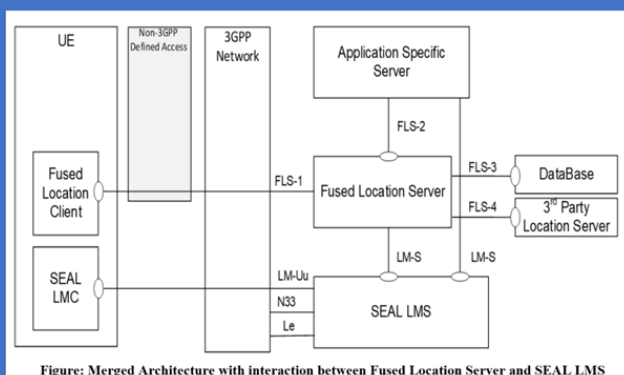 UE
Non-3GPP
Defined Access
3GPP
Network
Application Specific
Server
FLS-2
Fused
Location
Client
FLS-1
Fused Location Server
FLS-3
DataBase
FLS-4
3rd Party
Location Server
LM-S
LM-S
SEAL
LMC
LM-Uu
N33
Le
SEAL LMS
Figure: Merged Architecture with interaction between Fused Location Server and SEAL LMS